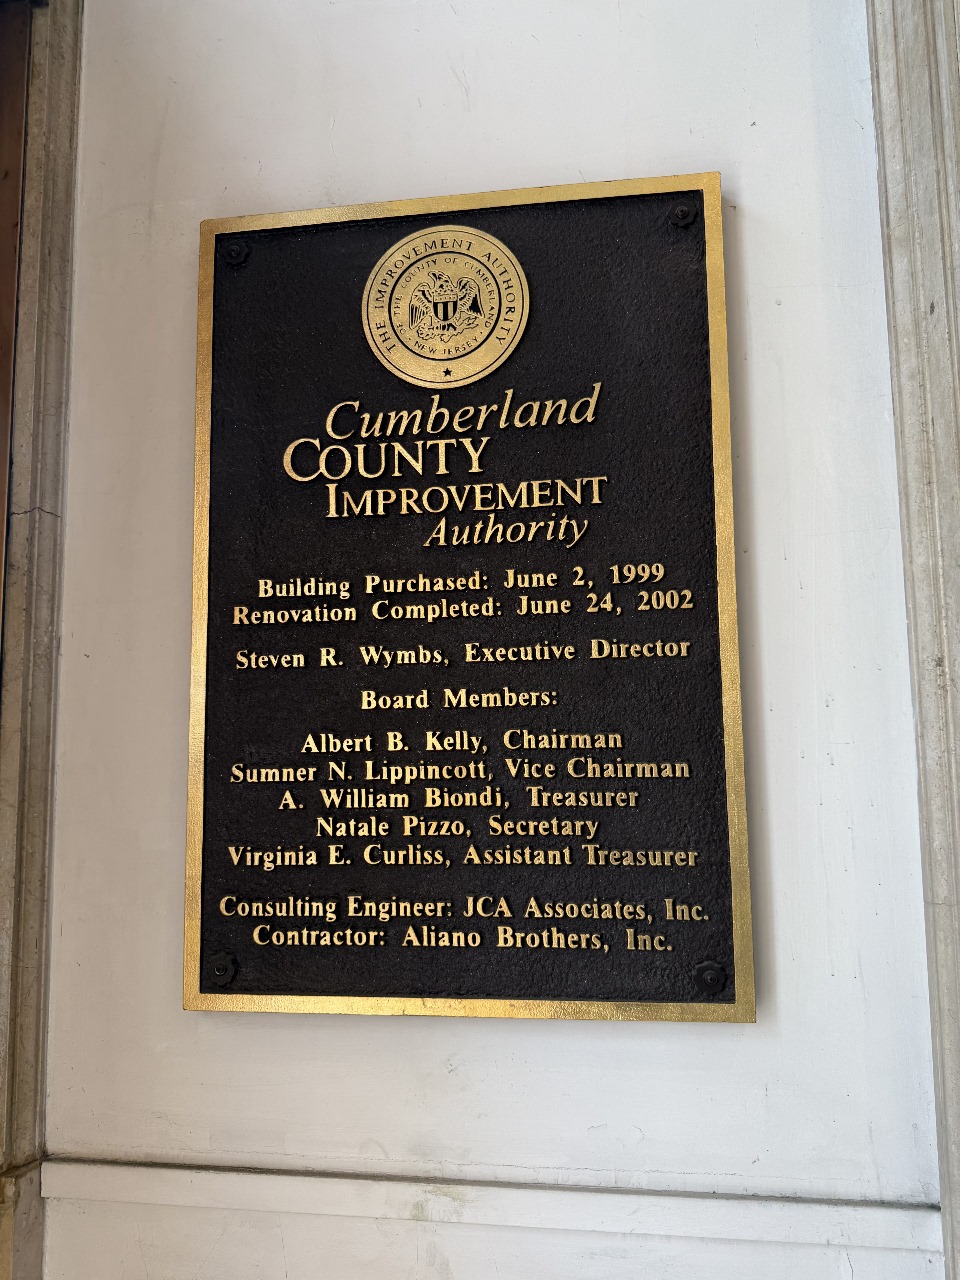 THE IMPROVEMENT AUTHORITY
OF THE COUNTY OF CUMBERLAND
NEW JERSEY
Cumberland
COUNTY
IMPROVEMENT
Authority
Building Purchased: June 2, 1999
Renovation Completed: June 24, 2002
Steven R. Wymbs, Executive Director
Board Members:
Albert B. Kelly, Chairman
Sumner N. Lippincott, Vice Chairman
A. William Biondi, Treasurer
Natale Pizzo, Secretary
Virginia E. Curliss, Assistant Treasurer
Consulting Engineer: JCA Associates, Inc.
Contractor: Aliano Brothers, Inc.